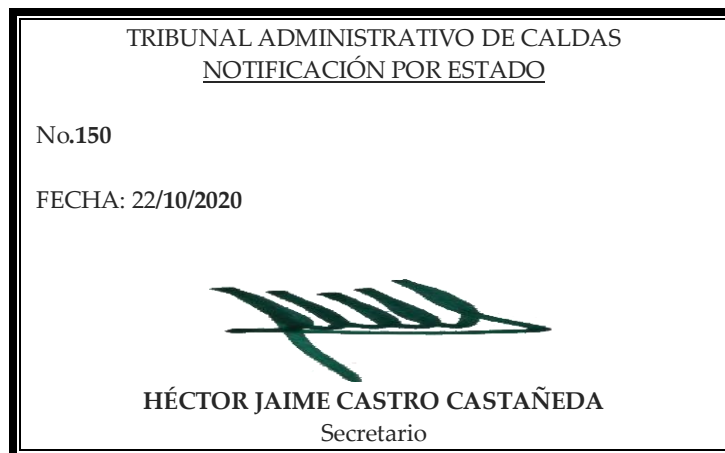 TRIBUNAL ADMINISTRATIVO DE CALDAS
NOTIFICACIÓN POR ESTADO
No.150
FECHA: 22/10/2020
HÉCTOR JAIME CASTRO CASTAÑEDA
Secretario